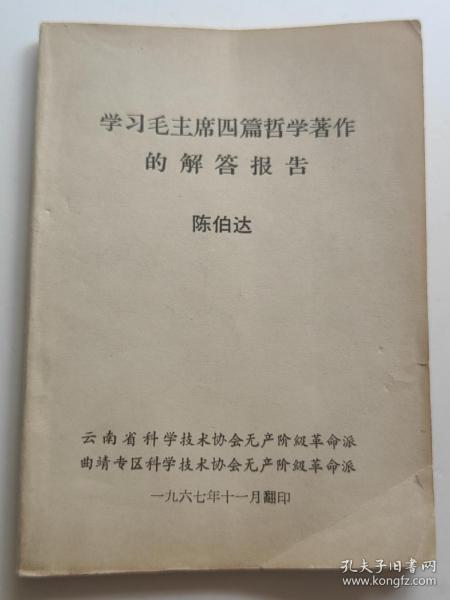 学习毛主席四篇哲学著作
的解答报告
陈伯达
云南省科学技术协会无产阶级革命派
曲靖专区科学技术协会无产阶级革命派
一九六七年十一月翻印
孔夫子旧书网
www.kongfz.com